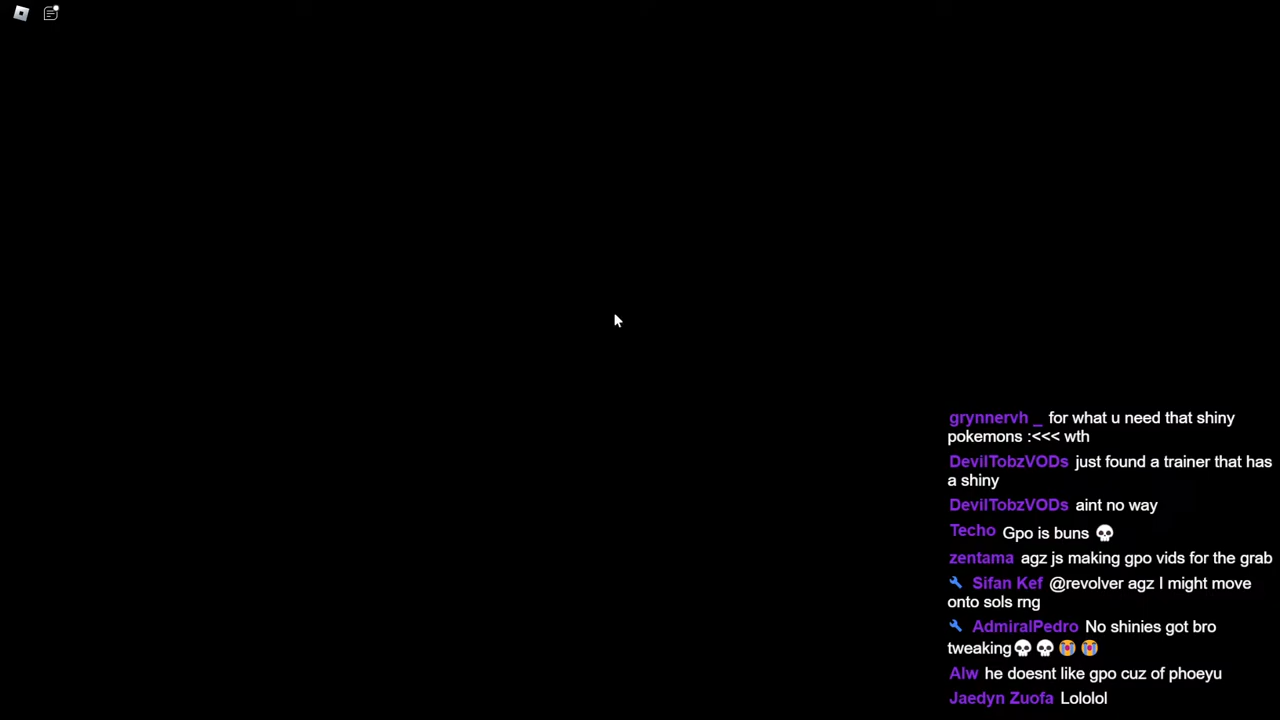 grynnervh _ for what u need that shiny
pokemons :<<< wth
DevilTobzVODs just found a trainer that has
a shiny
DevilTobzVODs aint no way
Techo Gpo is buns 💀
zentama agz js making gpo vids for the grab
Sifan Kef @revolver agz I might move
onto sols rng
AdmiralPedro No shinies got bro
tweaking💀💀😭😭
Alw he doesnt like gpo cuz of phoeyu
Jaedyn Zuofa Lololol